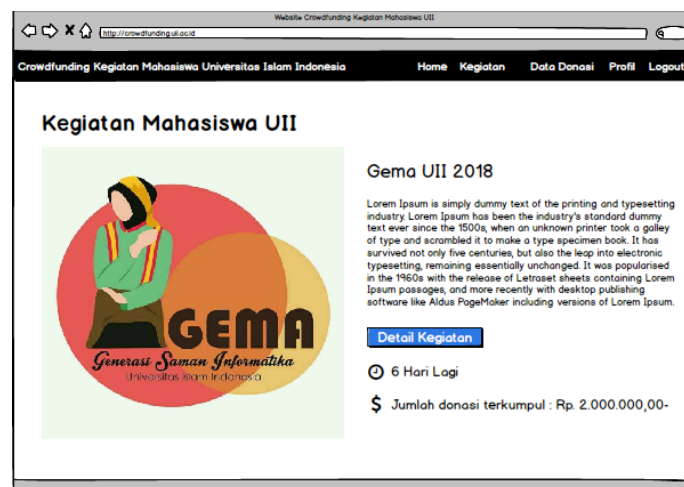 Website Crowdfunding Kegiatan Mahasiswa UII
http://crowdfunding.uii.ac.id
Crowdfunding Kegiatan Mahasiswa Universitas Islam Indonesia Home Kegiatan Data Donasi Profil Logout
Kegiatan Mahasiswa UII
GEMA
Generasi Saman Informatika
Universitas Islam Indonesia
Gema UII 2018
Lorem Ipsum is simply dummy text of the printing and typesetting
industry. Lorem Ipsum has been the industry's standard dummy
text ever since the 1500s, when an unknown printer took a galley
of type and scrambled it to make a type specimen book. It has
survived not only five centuries, but also the leap into electronic
typesetting, remaining essentially unchanged. It was popularised
in the 1960s with the release of Letraset sheets containing Lorem
Ipsum passages, and more recently with desktop publishing
software like Aldus PageMaker including versions of Lorem Ipsum.
Detail Kegiatan
6 Hari Lagi
$ Jumlah donasi terkumpul : Rp. 2.000.000,00-